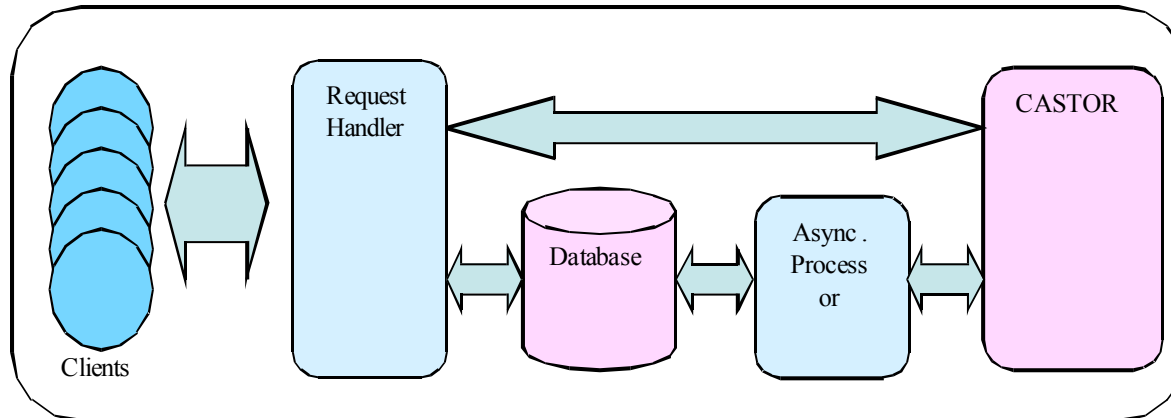 Request
Handler
CASTOR
Database
Async .
Process
or
Clients